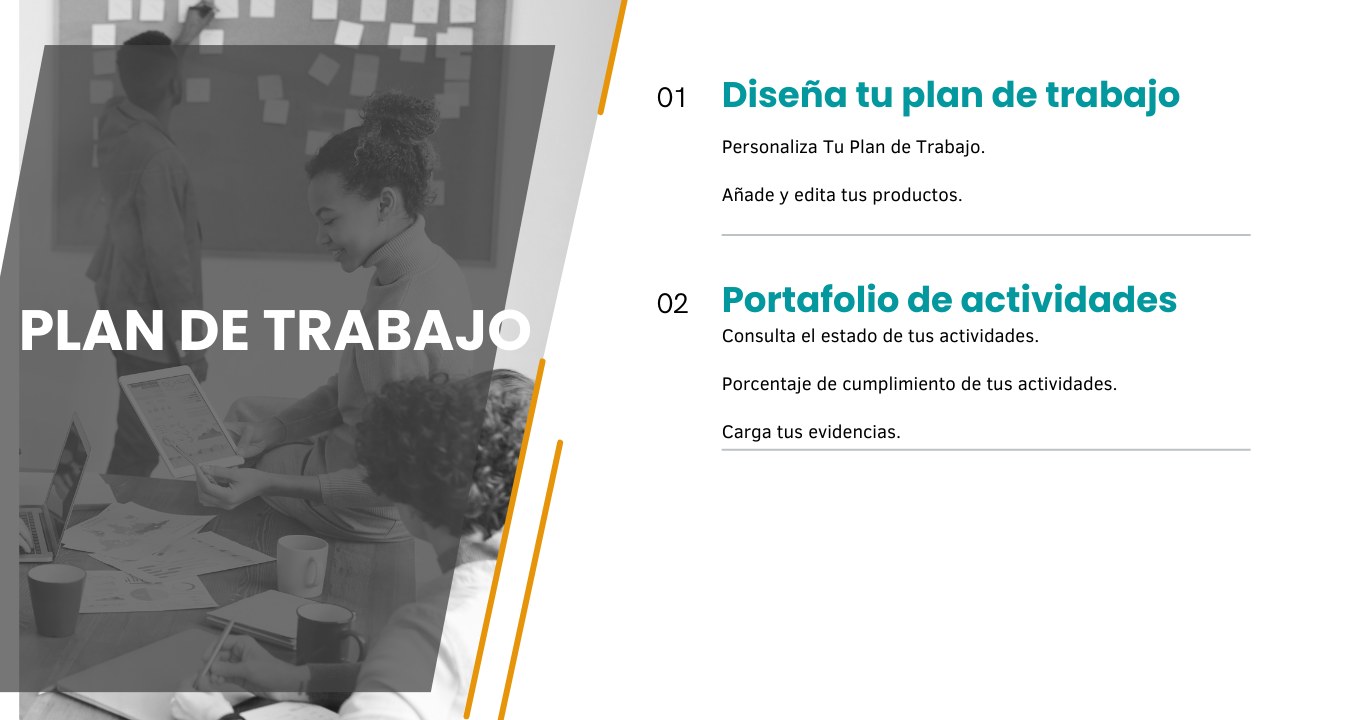 PLAN DE TRABAJO
01
Diseña tu plan de trabajo
Personaliza Tu Plan de Trabajo.
Añade y edita tus productos.
02
Portafolio de actividades
Consulta el estado de tus actividades.
Porcentaje de cumplimiento de tus actividades.
Carga tus evidencias.